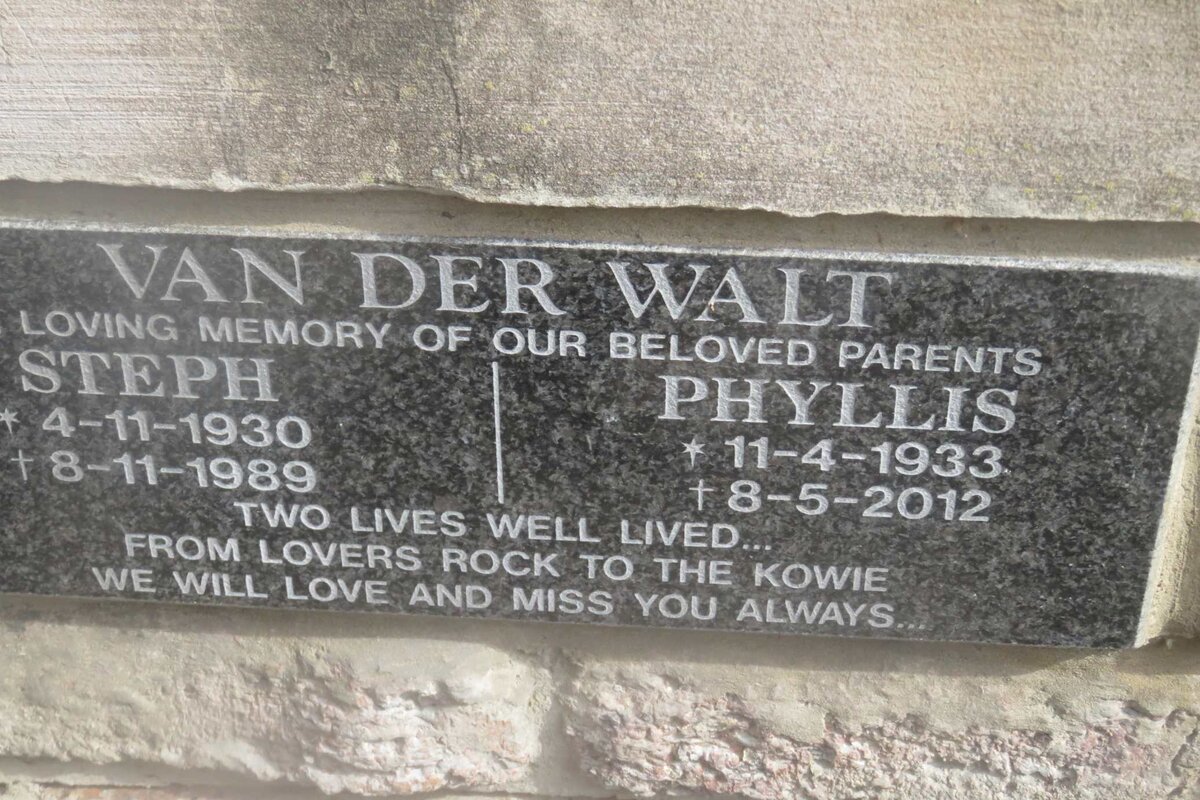 VAN DER WALT
LOVING MEMORY OF OUR BELOVED PARENTS
STEPH
* 4-11-1930
† 8-11-1989
PHYLLIS
* 11-4-1933
† 8-5-2012
TWO LIVES WELL LIVED...
FROM LOVERS ROCK TO THE KOWIE
WE WILL LOVE AND MISS YOU ALWAYS....